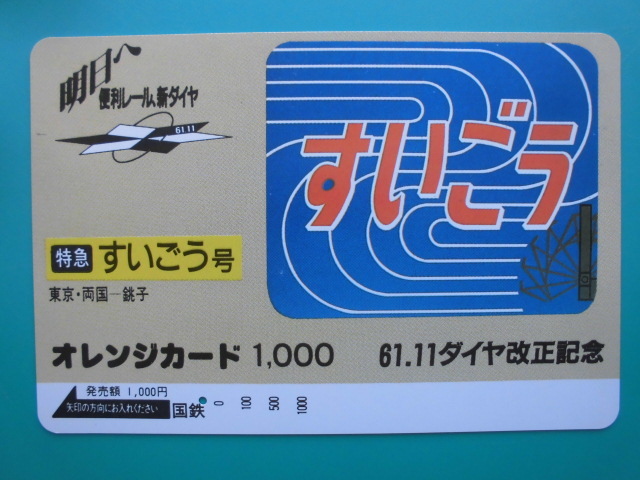 明日へ
便利レール、新ダイヤ
61.11
すいごう
特急 すいごう号
東京・両国―銚子
オレンジカード 1,000
61.11ダイヤ改正記念
発売額 1,000円
矢印の方向にお入れください
国鉄 0 100 500 1000